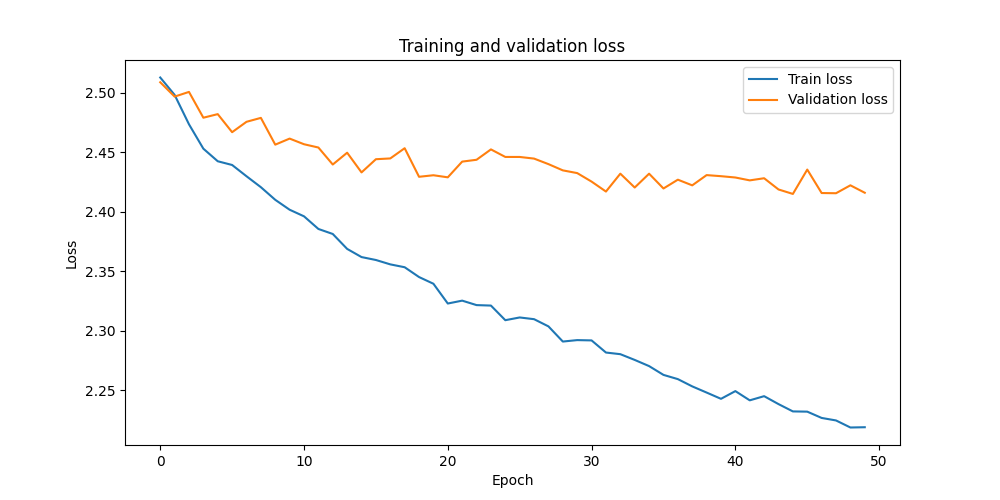 Training and validation loss
Train loss
Validation loss
2.50
2.45
2.40
2.35
2.30
2.25
Loss
0 10 20 30 40 50
Epoch